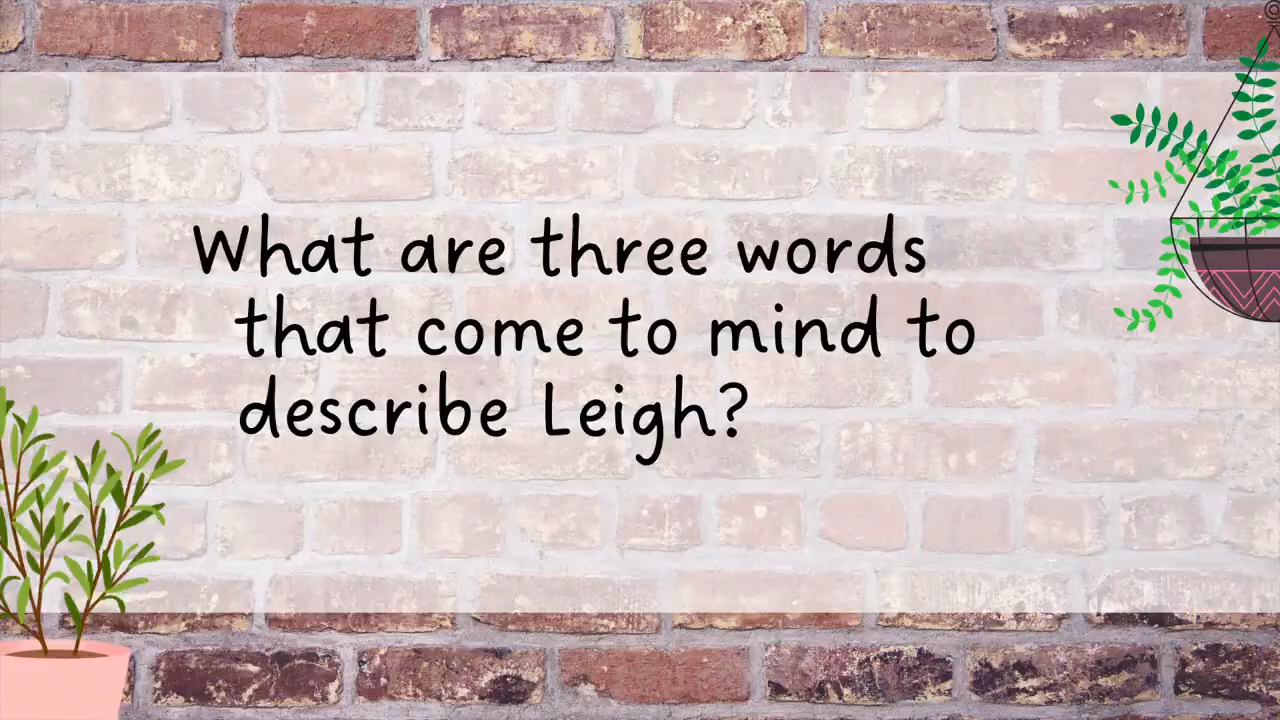 What are three words
that come to mind to
describe Leigh?